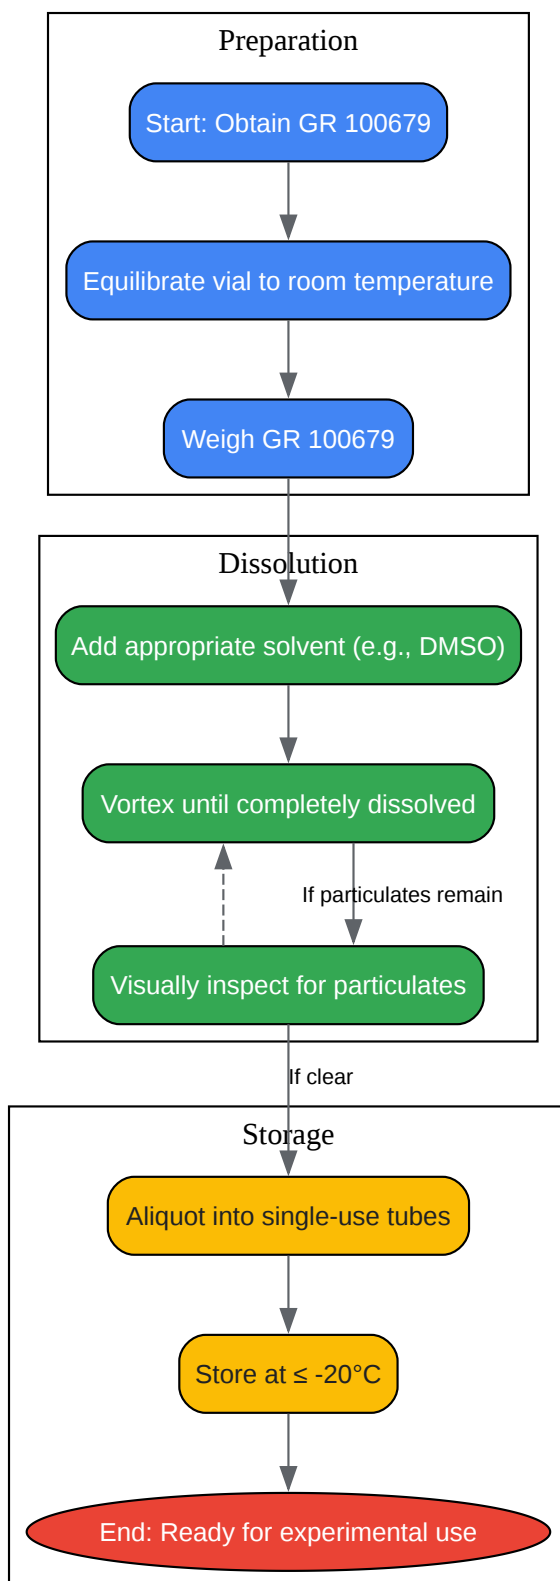 Preparation
Start: Obtain GR 100679
Equilibrate vial to room temperature
Weigh GR 100679
Dissolution
Add appropriate solvent (e.g., DMSO)
Vortex until completely dissolved
If particulates remain
Visually inspect for particulates
If clear
Storage
Aliquot into single-use tubes
Store at ≤ -20°C
End: Ready for experimental use